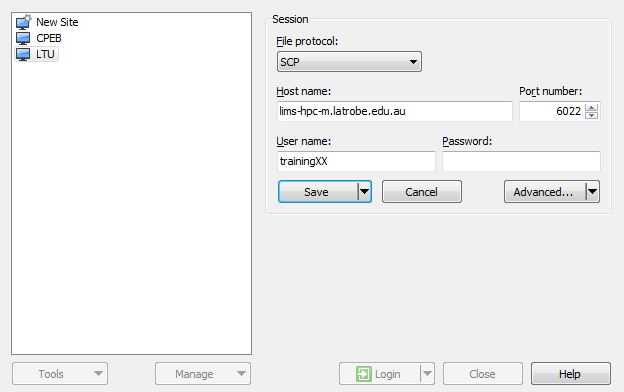 New Site
CPEB
LTU
Session
File protocol:
SCP
Host name:
Port number:
lims-hpc-m.latrobe.edu.au
6022
User name:
Password:
trainingXX
Save
Cancel
Advanced...
Tools
Manage
Login
Close
Help